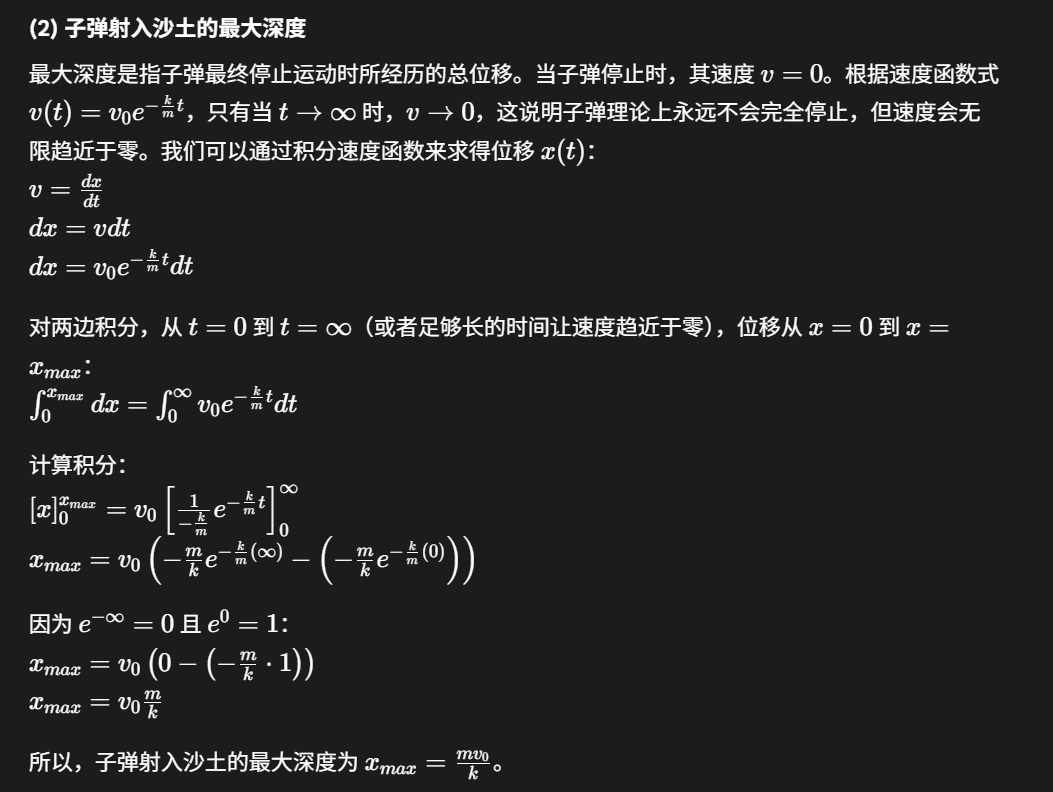 (2) 子弹射入沙土的最大深度
最大深度是指子弹最终停止运动时所经历的总位移。当子弹停止时，其速度 $v = 0$。根据速度函数式
$v(t) = v_0 e^{-\frac{k}{m}t}$，只有当 $t \to \infty$ 时，$v \to 0$，这说明子弹理论上永远不会完全停止，但速度会无
限趋近于零。我们可以通过积分速度函数来求得位移 $x(t)$：
$v = \frac{dx}{dt}$
$dx = vdt$
$dx = v_0 e^{-\frac{k}{m}t} dt$
对两边积分，从 $t = 0$ 到 $t = \infty$（或者足够长的时间让速度趋近于零），位移从 $x = 0$ 到 $x =$
$x_{max}$：
$\int_0^{x_{max}} dx = \int_0^{\infty} v_0 e^{-\frac{k}{m}t} dt$
计算积分：
$[x]_0^{x_{max}} = v_0 \left[ \frac{1}{-\frac{k}{m}} e^{-\frac{k}{m}t} \right]_0^{\infty}$
$x_{max} = v_0 \left( -\frac{m}{k} e^{-\frac{k}{m}(\infty)} - \left( -\frac{m}{k} e^{-\frac{k}{m}(0)} \right) \right)$
因为 $e^{-\infty} = 0$ 且 $e^0 = 1$：
$x_{max} = v_0 \left( 0 - \left( -\frac{m}{k} \cdot 1 \right) \right)$
$x_{max} = v_0 \frac{m}{k}$
所以，子弹射入沙土的最大深度为 $x_{max} = \frac{mv_0}{k}$。